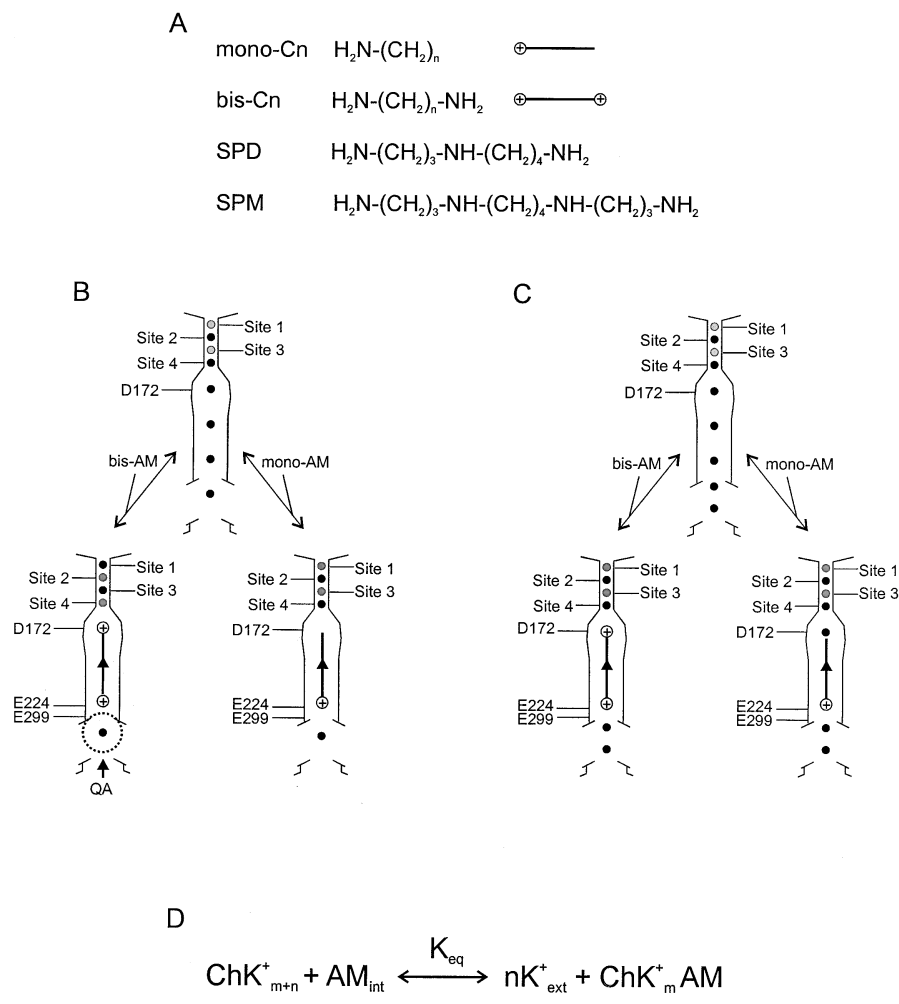 A
mono-Cn H₂N-(CH₂)ₙ
bis-Cn H₂N-(CH₂)ₙ-NH₂
SPD H₂N-(CH₂)₃-NH-(CH₂)₄-NH₂
SPM H₂N-(CH₂)₃-NH-(CH₂)₄-NH-(CH₂)₃-NH₂
B
Site 1
Site 2
Site 3
Site 4
D172
bis-AM
mono-AM
Site 1
Site 2
Site 3
Site 4
D172
E224
E299
QA
Site 1
Site 2
Site 3
Site 4
D172
E224
E299
C
Site 1
Site 2
Site 3
Site 4
D172
bis-AM
mono-AM
Site 1
Site 2
Site 3
Site 4
D172
E224
E299
Site 1
Site 2
Site 3
Site 4
D172
E224
E299
D
Keq
ChK⁺m+n + AMint ⟷ nK⁺ext + ChK⁺m AM